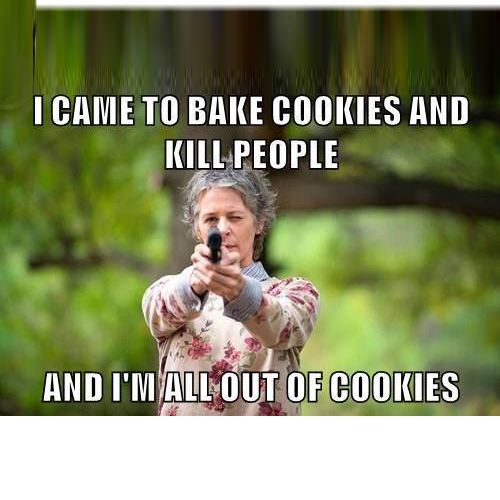 I CAME TO BAKE COOKIES AND
KILL PEOPLE
AND I'M ALL OUT OF COOKIES